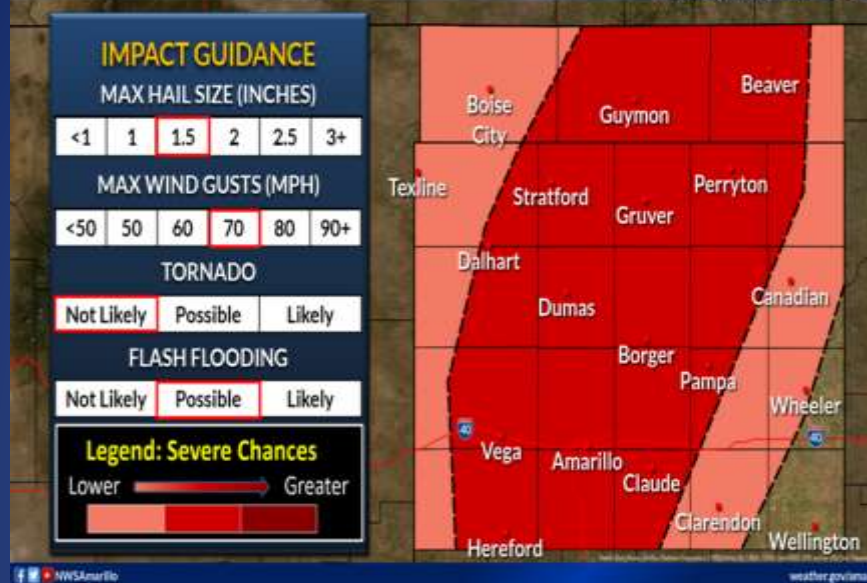 IMPACT GUIDANCE
MAX HAIL SIZE (INCHES)
<1 1 1.5 2 2.5 3+
MAX WIND GUSTS (MPH)
<50 50 60 70 80 90+
TORNADO
Not Likely Possible Likely
FLASH FLOODING
Not Likely Possible Likely
Legend: Severe Chances
Lower Greater
Boise
City
Guymon
Beaver
Texline
Stratford
Gruver
Perryton
Dalhart
Dumas
Canadian
Borger
Pampa
Wheeler
40
40
Vega
Amarillo
Claude
Clarendon
Hereford
Wellington
NWSAmarillo